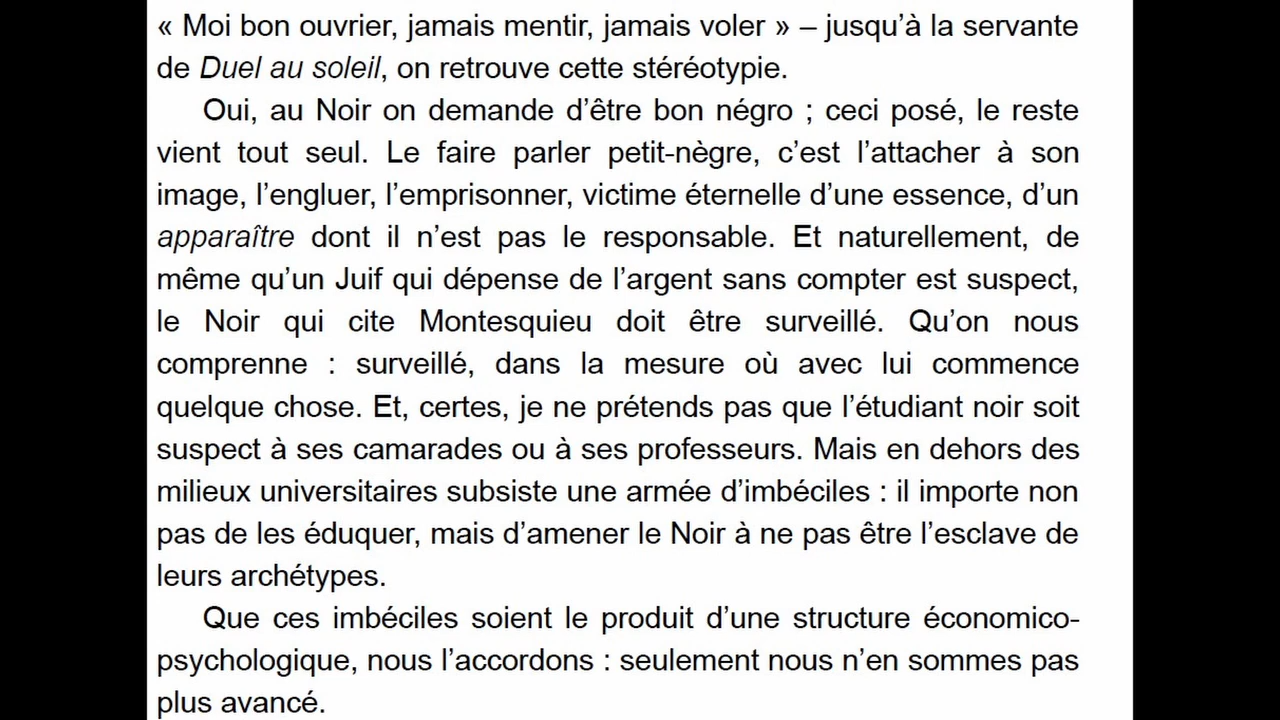 « Moi bon ouvrier, jamais mentir, jamais voler » – jusqu’à la servante
de Duel au soleil, on retrouve cette stéréotypie.
Oui, au Noir on demande d’être bon négro ; ceci posé, le reste
vient tout seul. Le faire parler petit-nègre, c’est l’attacher à son
image, l’engluer, l’emprisonner, victime éternelle d’une essence, d’un
apparaître dont il n’est pas le responsable. Et naturellement, de
même qu’un Juif qui dépense de l’argent sans compter est suspect,
le Noir qui cite Montesquieu doit être surveillé. Qu’on nous
comprenne : surveillé, dans la mesure où avec lui commence
quelque chose. Et, certes, je ne prétends pas que l’étudiant noir soit
suspect à ses camarades ou à ses professeurs. Mais en dehors des
milieux universitaires subsiste une armée d’imbéciles : il importe non
pas de les éduquer, mais d’amener le Noir à ne pas être l’esclave de
leurs archétypes.
Que ces imbéciles soient le produit d’une structure économico-
psychologique, nous l’accordons : seulement nous n’en sommes pas
plus avancé.